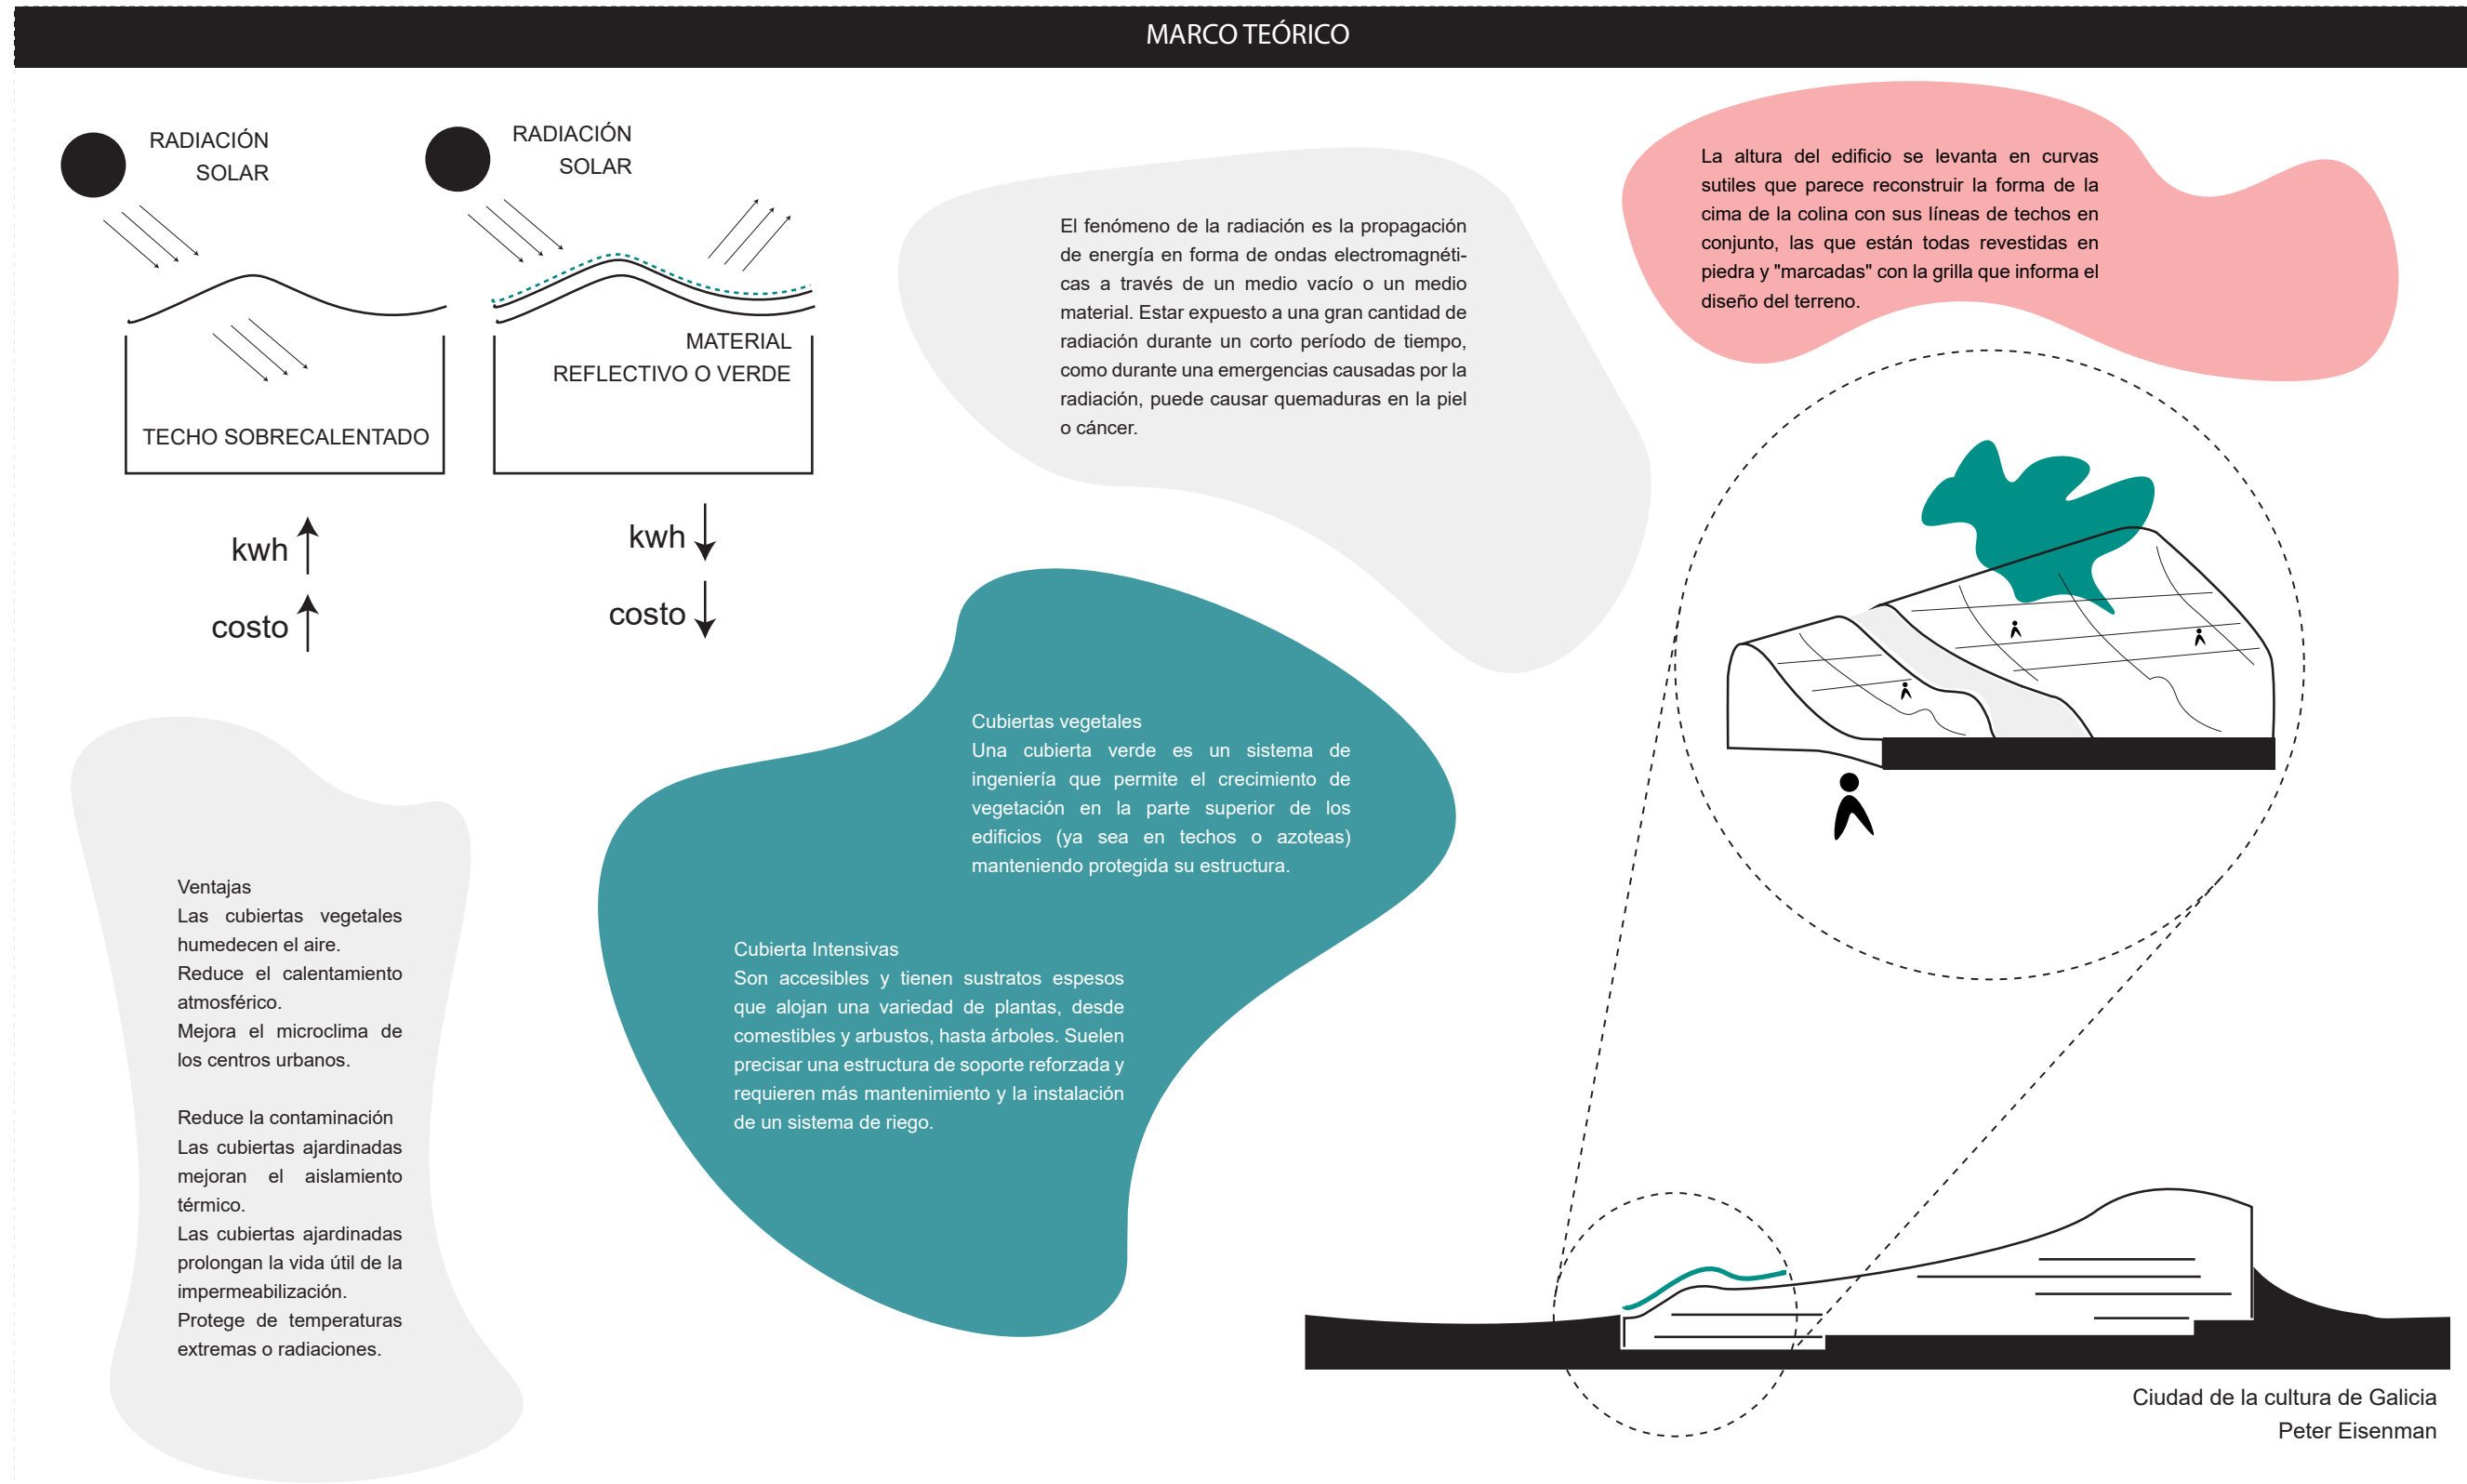 MARCO TEÓRICO
RADIACIÓN
SOLAR
TECHO SOBRECALENTADO
kwh
costo
RADIACIÓN
SOLAR
MATERIAL
REFLECTIVO O VERDE
kwh
costo
El fenómeno de la radiación es la propagación
de energía en forma de ondas electromagnéti-
cas a través de un medio vacío o un medio
material. Estar expuesto a una gran cantidad de
radiación durante un corto período de tiempo,
como durante una emergencias causadas por la
radiación, puede causar quemaduras en la piel
o cáncer.
La altura del edificio se levanta en curvas
sutiles que parece reconstruir la forma de la
cima de la colina con sus líneas de techos en
conjunto, las que están todas revestidas en
piedra y "marcadas" con la grilla que informa el
diseño del terreno.
Cubiertas vegetales
Una cubierta verde es un sistema de
ingeniería que permite el crecimiento de
vegetación en la parte superior de los
edificios (ya sea en techos o azoteas)
manteniendo protegida su estructura.
Cubierta Intensivas
Son accesibles y tienen sustratos espesos
que alojan una variedad de plantas, desde
comestibles y arbustos, hasta árboles. Suelen
precisar una estructura de soporte reforzada y
requieren más mantenimiento y la instalación
de un sistema de riego.
Ventajas
Las cubiertas vegetales
humedecen el aire.
Reduce el calentamiento
atmosférico.
Mejora el microclima de
los centros urbanos.
Reduce la contaminación
Las cubiertas ajardinadas
mejoran el aislamiento
térmico.
Las cubiertas ajardinadas
prolongan la vida útil de la
impermeabilización.
Protege de temperaturas
extremas o radiaciones.
Ciudad de la cultura de Galicia
Peter Eisenman